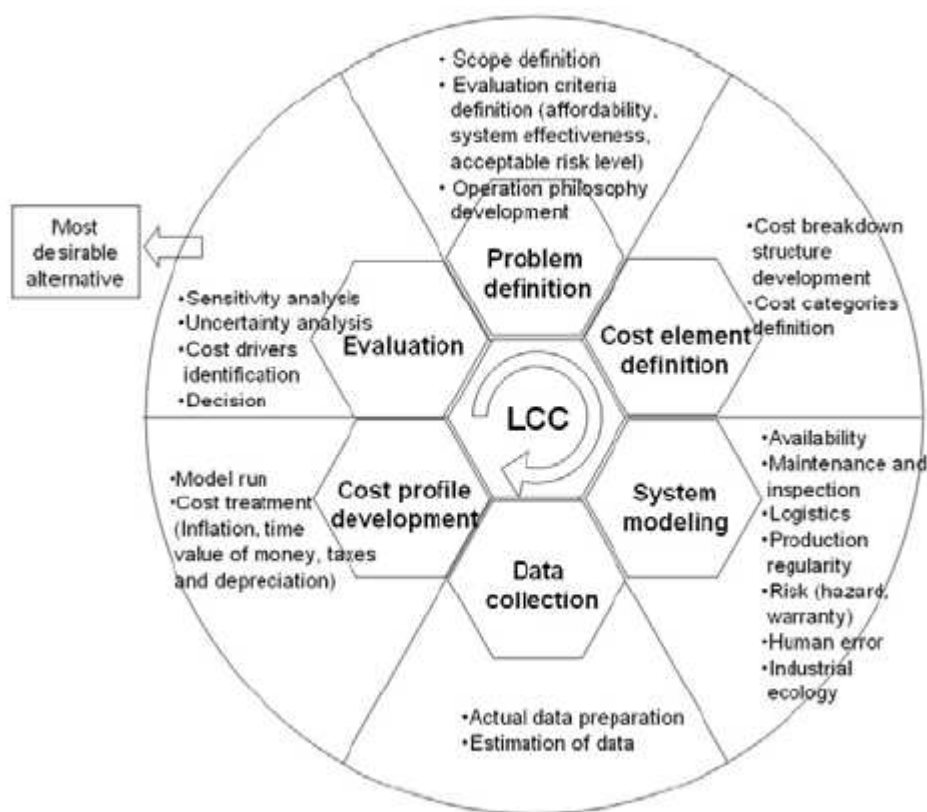 • Scope definition
• Evaluation criteria
definition (affordability,
system effectiveness,
acceptable risk level)
• Operation philosophy
development
Problem
definition
•Cost breakdown
structure
development
•Cost categories
definition
Cost element
definition
•Availability
•Maintenance and
inspection
•Logistics
•Production
regularity
•Risk (hazard,
warranty)
•Human error
•Industrial
ecology
System
modeling
Data
collection
•Actual data preparation
•Estimation of data
Cost profile
development
•Model run
•Cost treatment
(Inflation, time
value of money, taxes
and depreciation)
Evaluation
•Sensitivity analysis
•Uncertainty analysis
•Cost drivers
identification
•Decision
Most
desirable
alternative
LCC